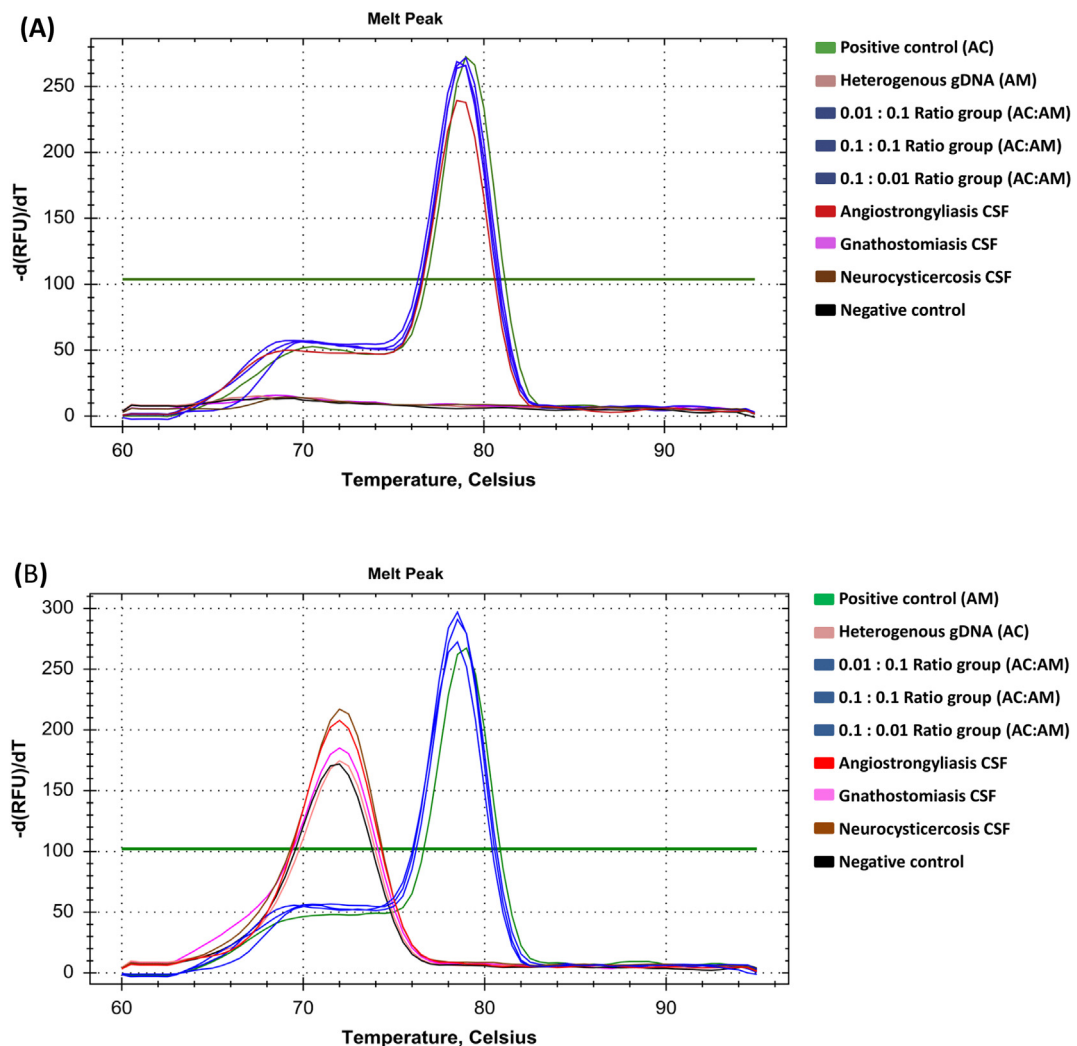 (A)
Melt Peak
-d(RFU)/dT
250
200
150
100
50
0
60
70
80
90
Temperature, Celsius
Positive control (AC)
Heterogenous gDNA (AM)
0.01 : 0.1 Ratio group (AC:AM)
0.1 : 0.1 Ratio group (AC:AM)
0.1 : 0.01 Ratio group (AC:AM)
Angiostrongyliasis CSF
Gnathostomiasis CSF
Neurocysticercosis CSF
Negative control
(B)
Melt Peak
-d(RFU)/dT
300
250
200
150
100
50
0
60
70
80
90
Temperature, Celsius
Positive control (AM)
Heterogenous gDNA (AC)
0.01 : 0.1 Ratio group (AC:AM)
0.1 : 0.1 Ratio group (AC:AM)
0.1 : 0.01 Ratio group (AC:AM)
Angiostrongyliasis CSF
Gnathostomiasis CSF
Neurocysticercosis CSF
Negative control